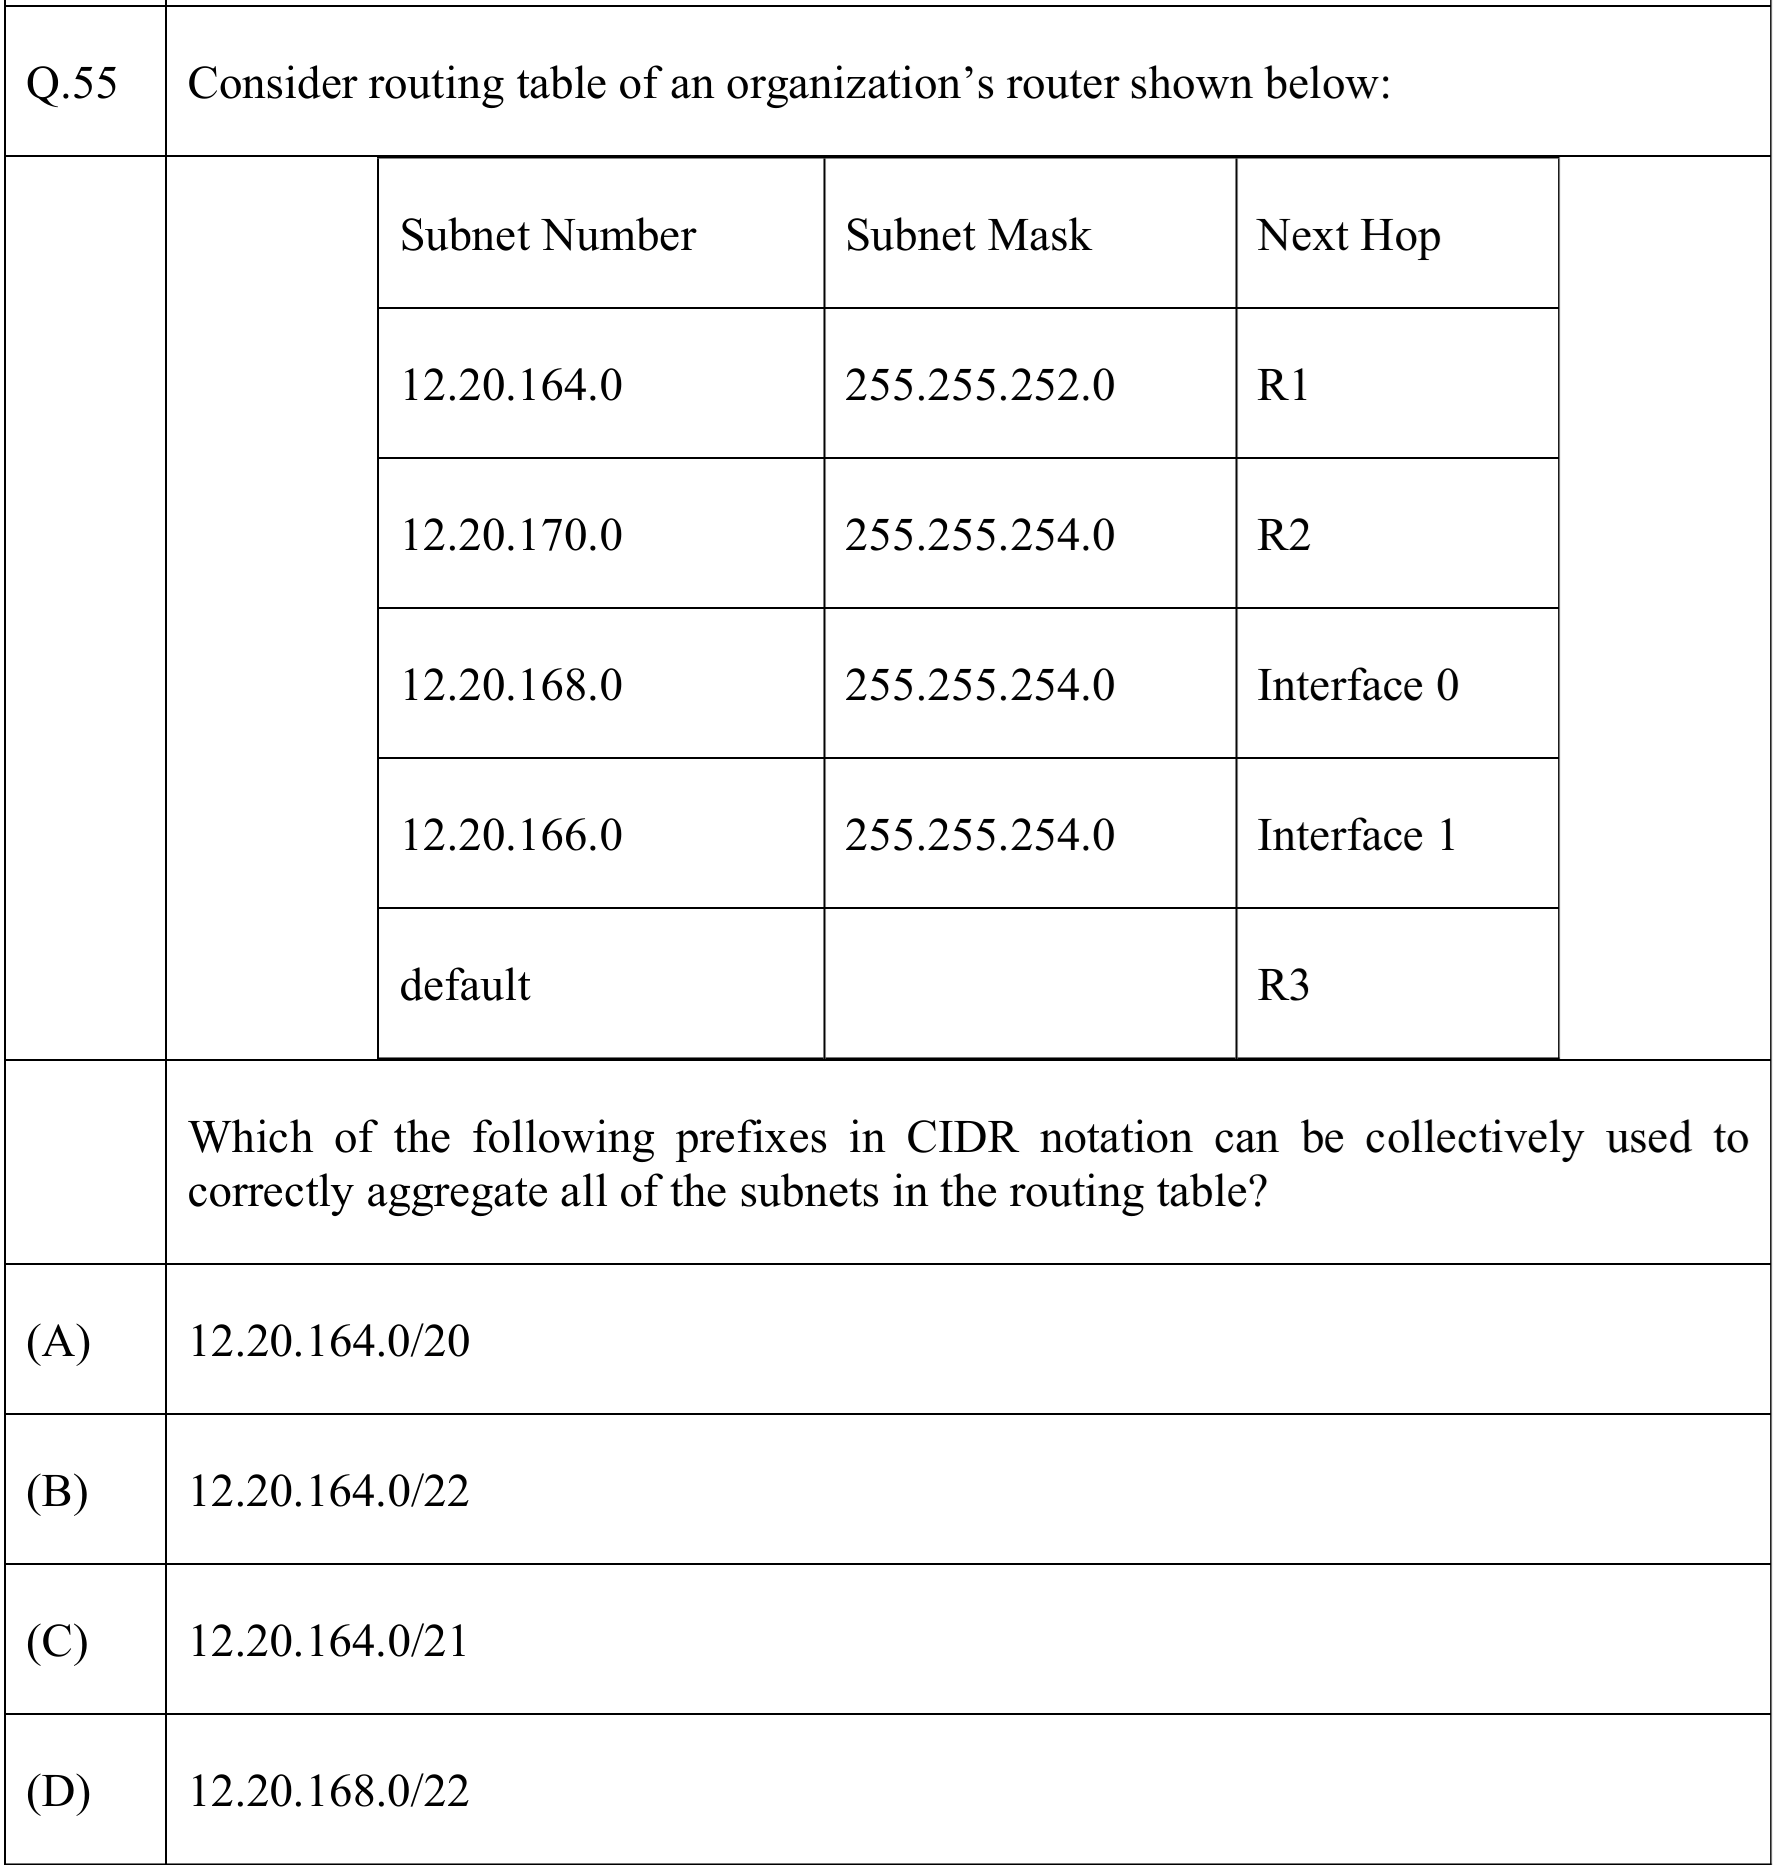 Q.55 Consider routing table of an organization’s router shown below:
Subnet Number Subnet Mask Next Hop
12.20.164.0 255.255.252.0 R1
12.20.170.0 255.255.254.0 R2
12.20.168.0 255.255.254.0 Interface 0
12.20.166.0 255.255.254.0 Interface 1
default R3
Which of the following prefixes in CIDR notation can be collectively used to
correctly aggregate all of the subnets in the routing table?
(A) 12.20.164.0/20
(B) 12.20.164.0/22
(C) 12.20.164.0/21
(D) 12.20.168.0/22